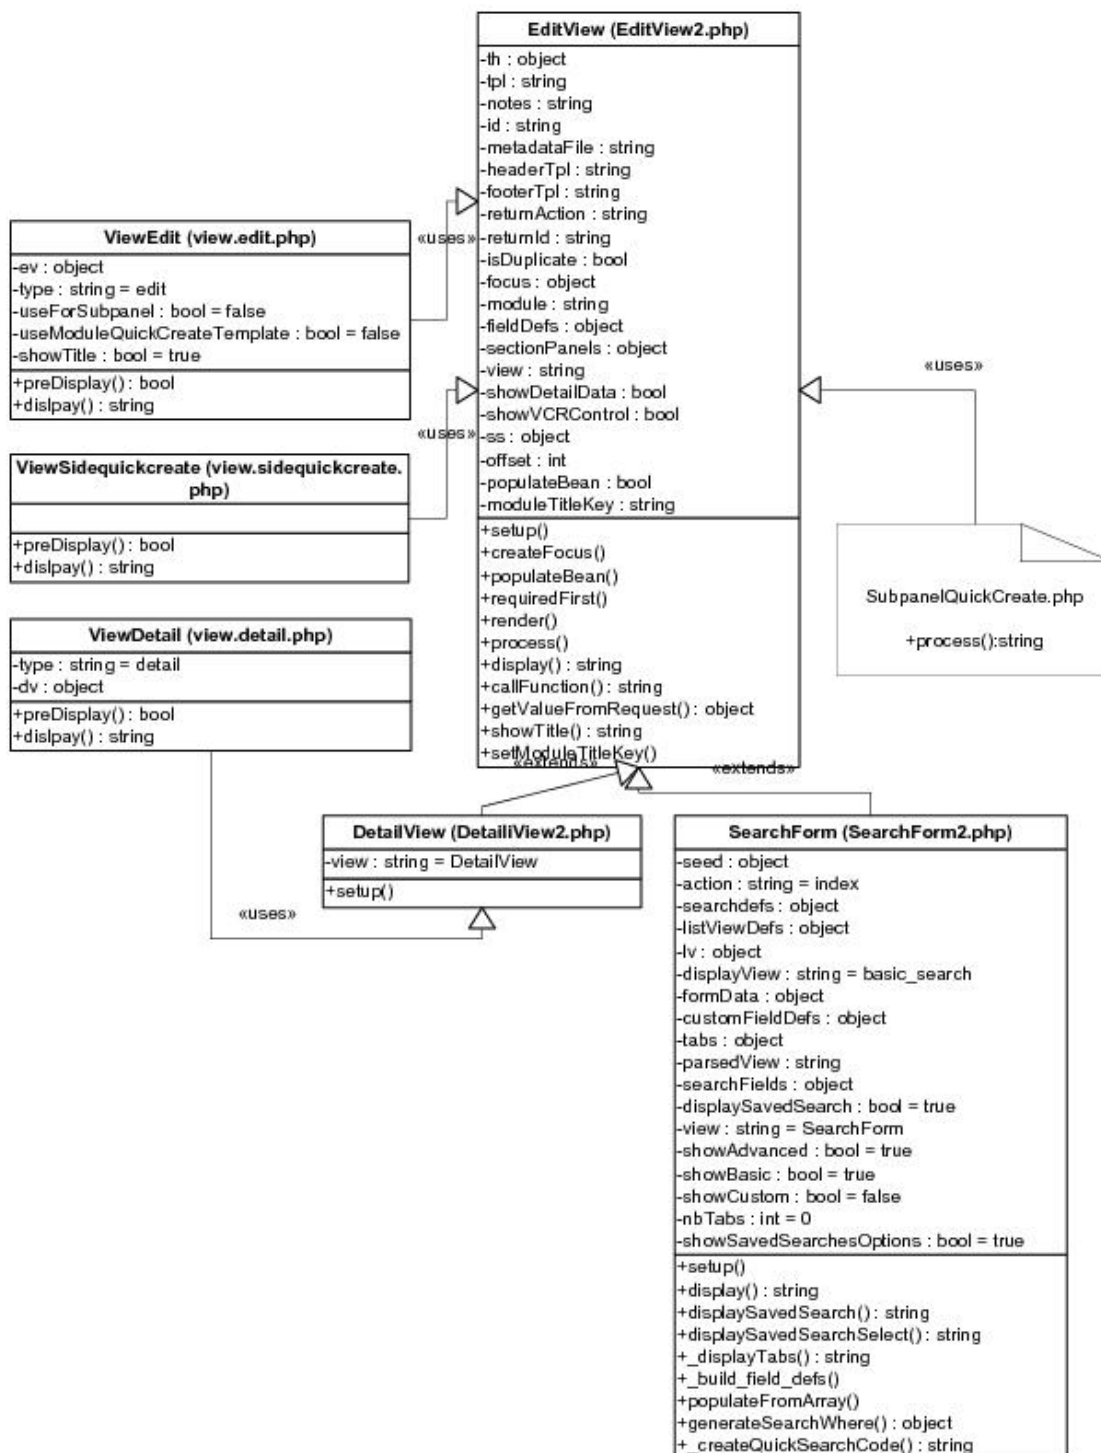 EditView (EditView2.php)
-th : object
-tpl : string
-notes : string
-id : string
-metadataFile : string
-headerTpl : string
-footerTpl : string
-returnAction : string
-returnId : string
-isDuplicate : bool
-focus : object
-module : string
-fieldDefs : object
-sectionPanels : object
-view : string
-showDetailData : bool
-showVCRControl : bool
-ss : object
-offset : int
-populateBean : bool
-moduleTitleKey : string
+setup()
+createFocus()
+populateBean()
+requiredFirst()
+render()
+process()
+display() : string
+callFunction() : string
+getValueFromRequest() : object
+showTitle() : string
+setModuleTitleKey()
ViewEdit (view.edit.php)
-ev : object
-type : string = edit
-useForSubpanel : bool = false
-useModuleQuickCreateTemplate : bool = false
-showTitle : bool = true
+preDisplay() : bool
+dislpay() : string
«uses»
ViewSidequickcreate (view.sidequickcreate.
php)
+preDisplay() : bool
+dislpay() : string
«uses»
ViewDetail (view.detail.php)
-type : string = detail
-dv : object
+preDisplay() : bool
+dislpay() : string
«uses»
«uses»
SubpanelQuickCreate.php
+process():string
«extends»
«extends»
DetailView (DetailiView2.php)
-view : string = DetailView
+setup()
SearchForm (SearchForm2.php)
-seed : object
-action : string = index
-searchdefs : object
-listViewDefs : object
-lv : object
-displayView : string = basic_search
-formData : object
-customFieldDefs : object
-tabs : object
-parsedView : string
-searchFields : object
-displaySavedSearch : bool = true
-view : string = SearchForm
-showAdvanced : bool = true
-showBasic : bool = true
-showCustom : bool = false
-nbTabs : int = 0
-showSavedSearchesOptions : bool = true
+setup()
+display() : string
+displaySavedSearch() : string
+displaySavedSearchSelect() : string
+_displayTabs() : string
+_build_field_defs()
+populateFromArray()
+generateSearchWhere() : object
+_createQuickSearchCode() : string